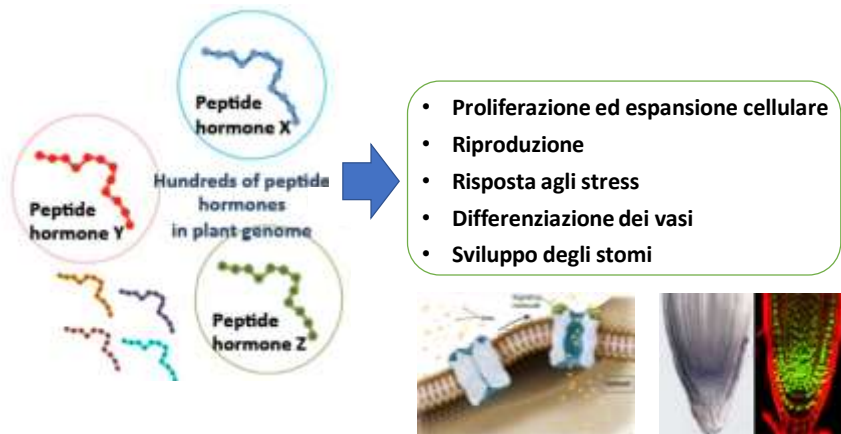 Peptide
hormone X
Peptide
hormone Y
Hundreds of peptide
hormones
in plant genome
Peptide
hormone Z
• Proliferazione ed espansione cellulare
• Riproduzione
• Risposta agli stress
• Differenziazione dei vasi
• Sviluppo degli stomi